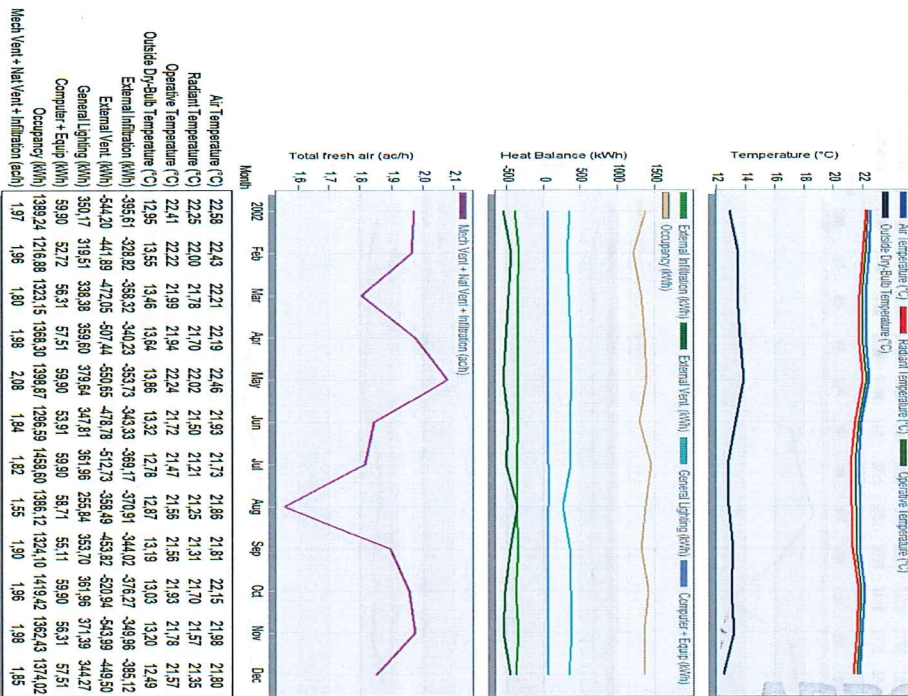 Air Temperature (°C) Radiant Temperature (°C) Operative Temperature (°C)
Outside Dry-Bulb Temperature (°C)
Temperature (°C)
22
20
18
16
14
12
External Infiltration (kWh) External Vent. (kWh) General Lighting (kWh) Computer + Equip (kWh)
Occupancy (kWh)
Heat Balance (kWh)
1500
1000
500
0
-500
Mech Vent + Nat Vent + Infiltration (ac/h)
Total fresh air (ac/h)
2,1
2,0
1,9
1,8
1,7
1,6
Month 2002 Feb Mar Apr May Jun Jul Aug Sep Oct Nov Dec
Air Temperature (°C) 22,58 22,43 22,21 22,19 22,46 21,93 21,73 21,86 21,81 22,15 21,98 21,80
Radiant Temperature (°C) 22,25 22,00 21,78 21,70 22,02 21,50 21,21 21,25 21,31 21,70 21,57 21,35
Operative Temperature (°C) 22,41 22,22 21,99 21,94 22,24 21,72 21,47 21,56 21,56 21,93 21,78 21,57
Outside Dry-Bulb Temperature (°C) 12,95 13,55 13,46 13,64 13,86 13,32 12,78 12,87 13,19 13,03 13,20 12,49
External Infiltration (kWh) -395,61 -328,82 -358,32 -340,23 -353,73 -343,33 -369,17 -370,91 -344,02 -376,27 -349,96 -385,12
External Vent. (kWh) -544,20 -441,89 -472,05 -507,44 -550,65 -478,78 -512,73 -358,49 -453,82 -520,94 -543,99 -449,50
General Lighting (kWh) 350,17 319,51 338,38 359,60 379,64 347,81 361,96 255,84 353,70 361,96 371,39 344,27
Computer + Equip (kWh) 59,90 52,72 56,31 57,51 59,90 53,91 59,90 58,71 55,11 59,90 56,31 57,51
Occupancy (kWh) 1389,24 1216,88 1323,15 1358,30 1398,67 1296,59 1458,60 1386,12 1324,10 1419,42 1362,43 1374,02
Mech Vent + Nat Vent + Infiltration (ac/h) 1,97 1,96 1,80 1,98 2,08 1,84 1,82 1,55 1,90 1,96 1,98 1,85